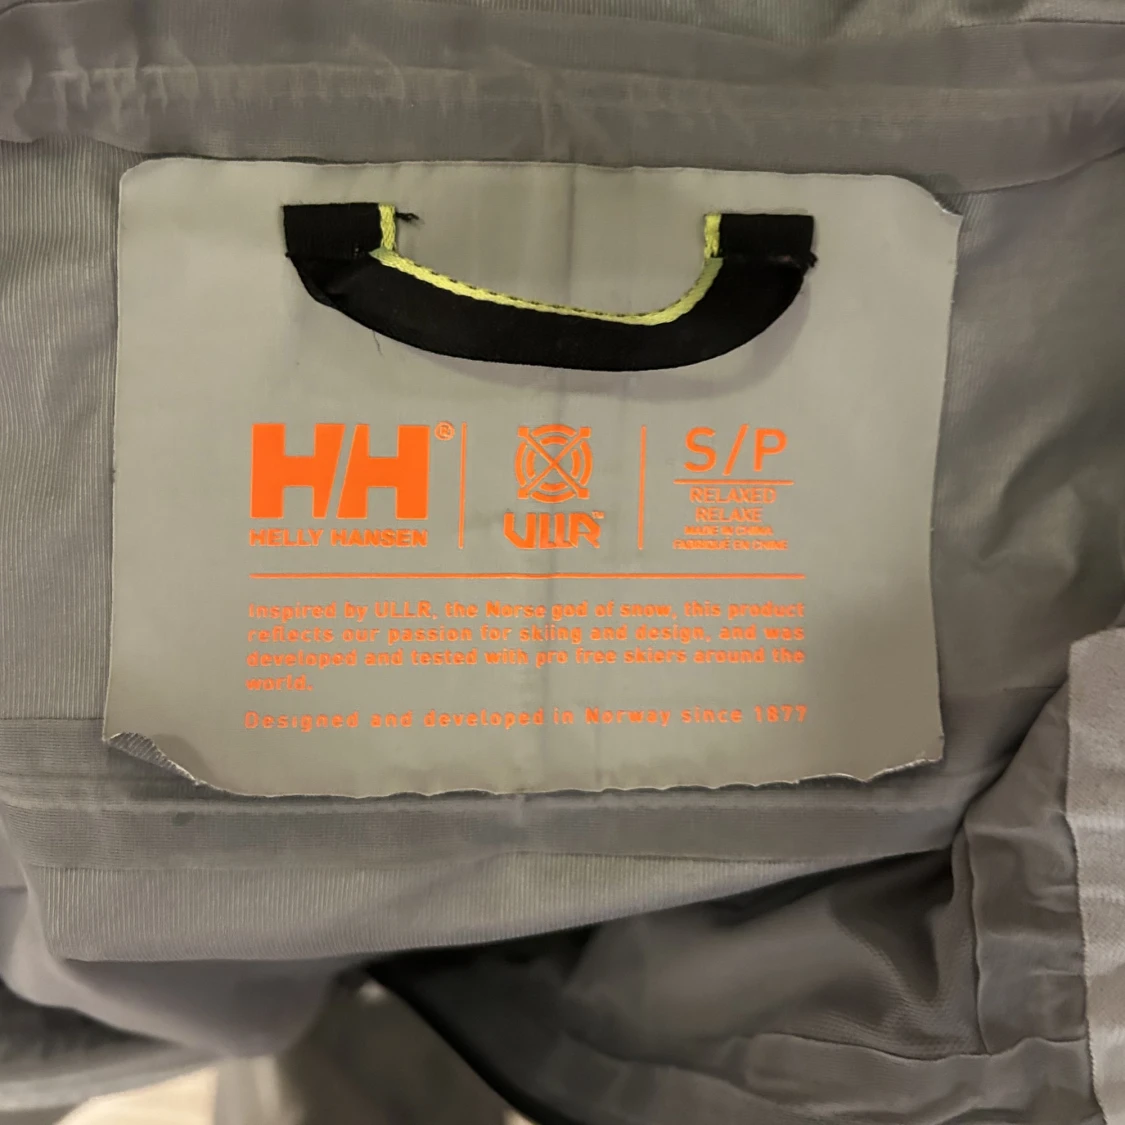 HH®
HELLY HANSEN
ULLR™
S/P
RELAXED
RELAXE
MADE IN CHINA
FABRIQUÉ EN CHINE
Inspired by ULLR, the Norse god of snow, this product
reflects our passion for skiing and design, and was
developed and tested with pro free skiers around the
world.
Designed and developed in Norway since 1877